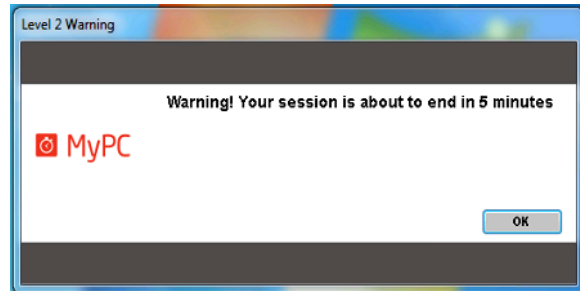 Level 2 Warning
Warning! Your session is about to end in 5 minutes
MyPC
OK